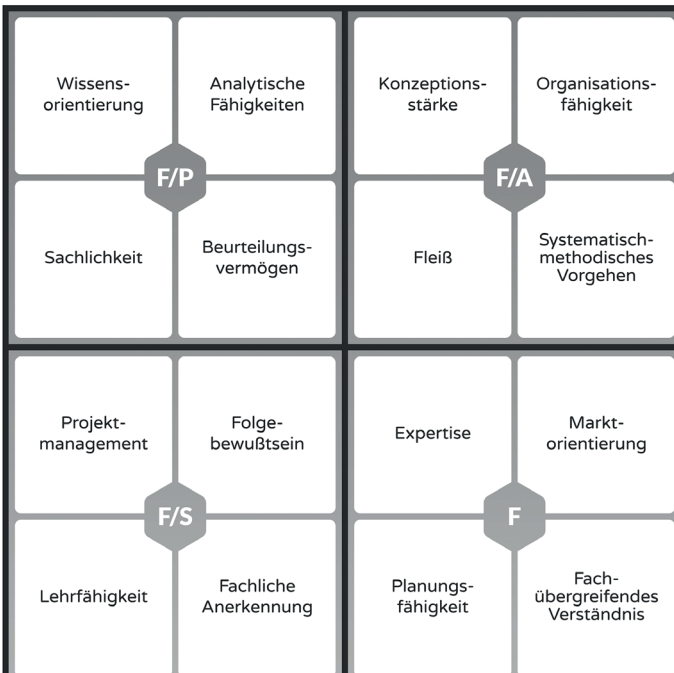 Wissens-
orientierung
Analytische
Fähigkeiten
F/P
Sachlichkeit
Beurteilungs-
vermögen
Konzeptions-
stärke
Organisations-
fähigkeit
F/A
Fleiß
Systematisch-
methodisches
Vorgehen
Projekt-
management
Folge-
bewußtsein
F/S
Lehrfähigkeit
Fachliche
Anerkennung
Expertise
Markt-
orientierung
F
Planungs-
fähigkeit
Fach-
übergreifendes
Verständnis